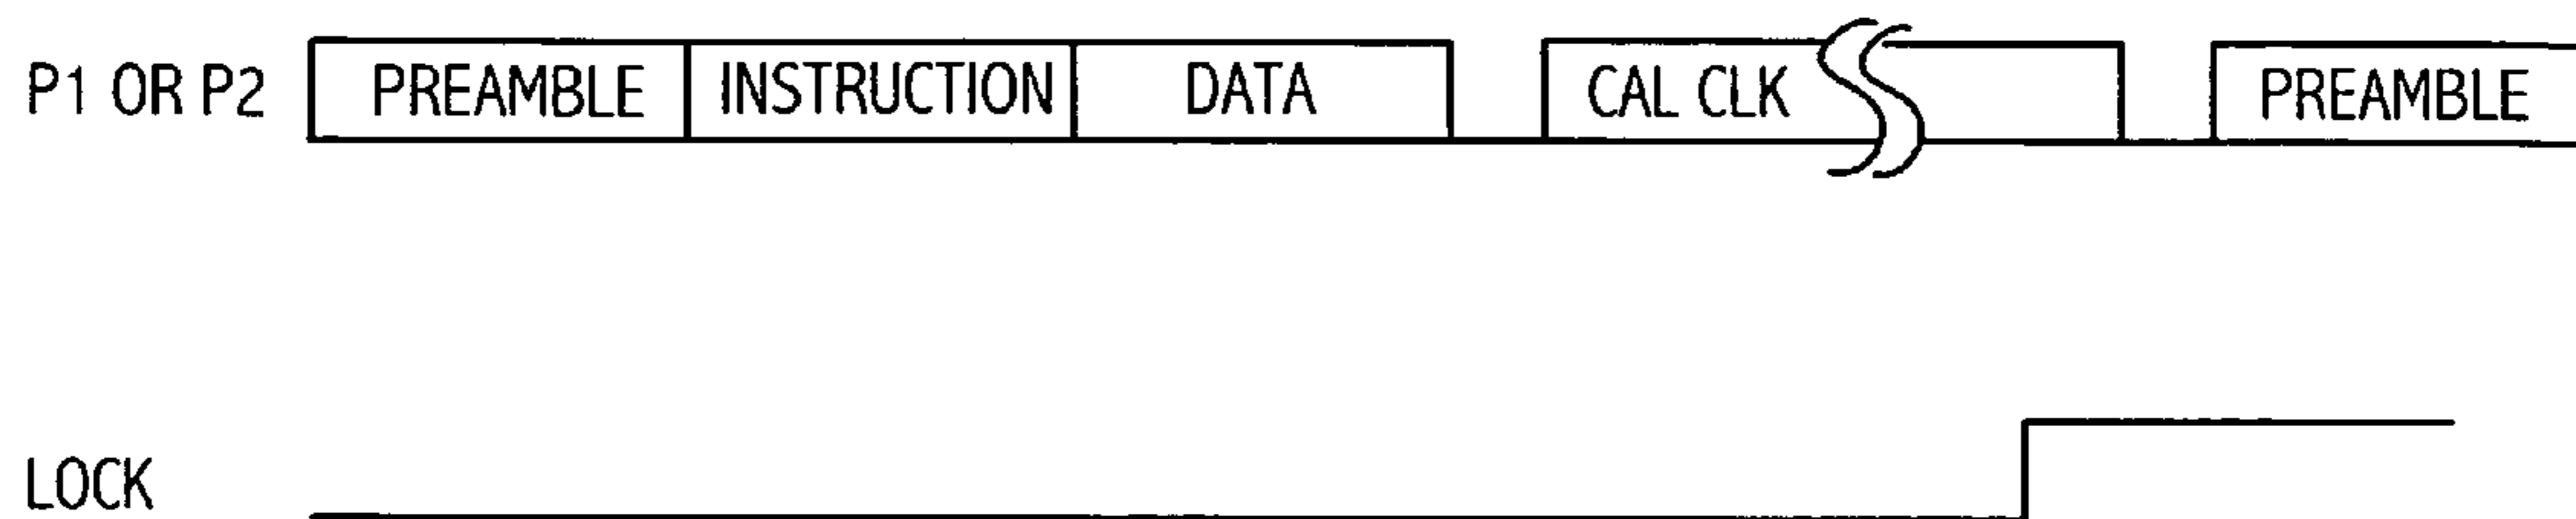 P1 OR P2 PREAMBLE INSTRUCTION DATA CAL CLK PREAMBLE
LOCK